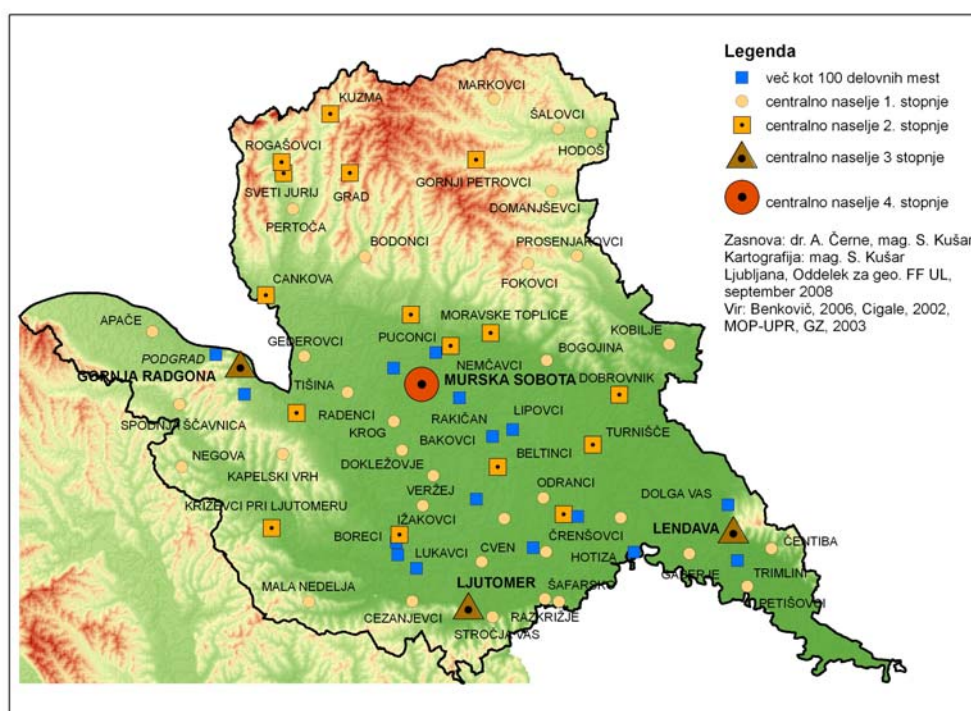 Legenda
več kot 100 delovnih mest
centralno naselje 1. stopnje
centralno naselje 2. stopnje
centralno naselje 3 stopnje
centralno naselje 4. stopnje
Zasnova: dr. A. Černe, mag. S. Kušar
Kartografija: mag. S. Kušar
Ljubljana, Oddelek za geo. FF UL,
september 2008
Vir: Benkovič, 2006, Cigale, 2002,
MOP-UPR, GZ, 2003
MARKOVCI
KUZMA
ŠALOVCI
ROGAŠOVCI
HODOŠ
GORNJI PETROVCI
SVETI JURIJ
GRAD
DOMANJŠEVCI
PERTOČA
BODONCI
PROSENJAKOVCI
CANKOVA
FOKOVCI
MORAVSKE TOPLICE
APAČE
PUCONCI
KOBILJE
GEDEROVCI
BOGOJINA
PODGRAD
NEMČAVCI
GORNJA RADGONA
MURSKA SOBOTA
DOBROVNIK
TIŠINA
RADENCI
RAKIČAN
LIPOVCI
SPODNJA ŠČAVNICA
KROG
BAKOVCI
TURNIŠČE
NEGOVA
KAPELSKI VRH
DOKLEŽOVJE
BELTINCI
VERŽEJ
ODRANCI
DOLGA VAS
KRIŽEVCI PRI LJUTOMERU
IŽAKOVCI
LENDAVA
BORECI
ČRENŠOVCI
ČENTIBA
LUKAVCI
CVEN
HOTIZA
GABERJE
TRIMLINI
MALA NEDELJA
LJUTOMER
ŠAFARSKO
PETIŠOVCI
CEZANJEVCI
RAZKRIŽJE
STROČJA VAS